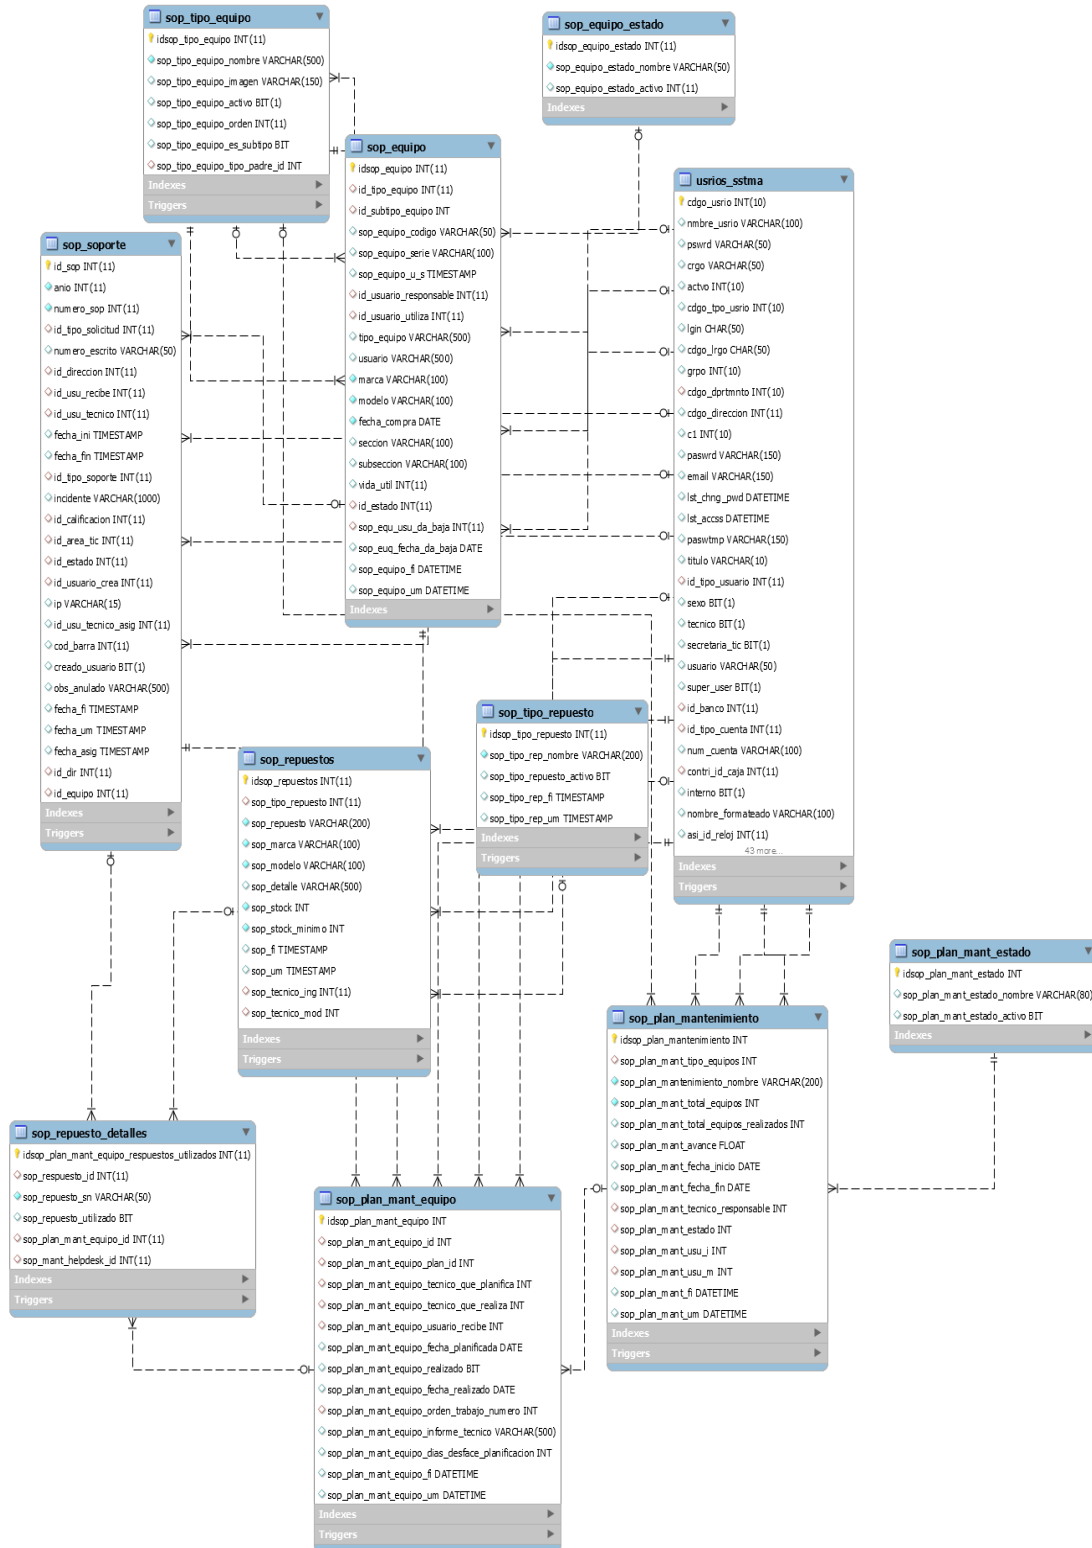 sop_tipo_equipo
idsop_tipo_equipo INT(11)
sop_tipo_equipo_nombre VARCHAR(500)
sop_tipo_equipo_imagen VARCHAR(150)
sop_tipo_equipo_activo BIT(1)
sop_tipo_equipo_orden INT(11)
sop_tipo_equipo_es_subtipo BIT
sop_tipo_equipo_tipo_padre_id INT
Indexes
Triggers
sop_equipo_estado
idsop_equipo_estado INT(11)
sop_equipo_estado_nombre VARCHAR(50)
sop_equipo_estado_activo INT(11)
Indexes
sop_equipo
idsop_equipo INT(11)
id_tipo_equipo INT(11)
id_subtipo_equipo INT
sop_equipo_codigo VARCHAR(50)
sop_equipo_serie VARCHAR(100)
sop_equipo_u_s TIMESTAMP
id_usuario_responsable INT(11)
id_usuario_utiliza INT(11)
tipo_equipo VARCHAR(500)
usuario VARCHAR(500)
marca VARCHAR(100)
modelo VARCHAR(100)
fecha_compra DATE
seccion VARCHAR(100)
subseccion VARCHAR(100)
vida_util INT(11)
id_estado INT(11)
sop_equ_usu_da_baja INT(11)
sop_euq_fecha_da_baja DATE
sop_equipo_fi DATETIME
sop_equipo_um DATETIME
Indexes
usrios_sstma
cdgo_usrio INT(10)
nmbre_usrio VARCHAR(100)
pswrd VARCHAR(50)
crgo VARCHAR(50)
actvo INT(10)
cdgo_tpo_usrio INT(10)
lgin CHAR(50)
cdgo_lrgo CHAR(50)
grpo INT(10)
cdgo_dprtmnto INT(10)
cdgo_direccion INT(11)
c1 INT(10)
paswrd VARCHAR(150)
email VARCHAR(150)
lst_chng_pwd DATETIME
lst_accss DATETIME
paswtmp VARCHAR(150)
titulo VARCHAR(10)
id_tipo_usuario INT(11)
sexo BIT(1)
tecnico BIT(1)
secretaria_tic BIT(1)
usuario VARCHAR(50)
super_user BIT(1)
id_banco INT(11)
id_tipo_cuenta INT(11)
num_cuenta VARCHAR(100)
contri_id_caja INT(11)
interno BIT(1)
nombre_formateado VARCHAR(100)
asi_id_reloj INT(11)
43 more...
Indexes
Triggers
sop_soporte
id_sop INT(11)
anio INT(11)
numero_sop INT(11)
id_tipo_solicitud INT(11)
numero_escrito VARCHAR(50)
id_direccion INT(11)
id_usu_recibe INT(11)
id_usu_tecnico INT(11)
fecha_ini TIMESTAMP
fecha_fin TIMESTAMP
id_tipo_soporte INT(11)
incidente VARCHAR(1000)
id_calificacion INT(11)
id_area_tic INT(11)
id_estado INT(11)
id_usuario_crea INT(11)
ip VARCHAR(15)
id_usu_tecnico_asig INT(11)
cod_barra INT(11)
creado_usuario BIT(1)
obs_anulado VARCHAR(500)
fecha_fi TIMESTAMP
fecha_um TIMESTAMP
fecha_asig TIMESTAMP
id_dir INT(11)
id_equipo INT(11)
Indexes
Triggers
sop_tipo_repuesto
idsop_tipo_repuesto INT(11)
sop_tipo_rep_nombre VARCHAR(200)
sop_tipo_repuesto_activo BIT
sop_tipo_rep_fi TIMESTAMP
sop_tipo_rep_um TIMESTAMP
Indexes
Triggers
sop_repuestos
idsop_repuestos INT(11)
sop_tipo_repuesto INT(11)
sop_repuesto VARCHAR(200)
sop_marca VARCHAR(100)
sop_modelo VARCHAR(100)
sop_detalle VARCHAR(500)
sop_stock INT
sop_stock_minimo INT
sop_fi TIMESTAMP
sop_um TIMESTAMP
sop_tecnico_ing INT(11)
sop_tecnico_mod INT
Indexes
Triggers
sop_plan_mant_estado
idsop_plan_mant_estado INT
sop_plan_mant_estado_nombre VARCHAR(80)
sop_plan_mant_estado_activo BIT
Indexes
sop_plan_mantenimiento
idsop_plan_mantenimiento INT
sop_plan_mant_tipo_equipos INT
sop_plan_mantenimiento_nombre VARCHAR(200)
sop_plan_mant_total_equipos INT
sop_plan_mant_total_equipos_realizados INT
sop_plan_mant_avance FLOAT
sop_plan_mant_fecha_inicio DATE
sop_plan_mant_fecha_fin DATE
sop_plan_mant_tecnico_responsable INT
sop_plan_mant_estado INT
sop_plan_mant_usu_i INT
sop_plan_mant_usu_m INT
sop_plan_mant_fi DATETIME
sop_plan_mant_um DATETIME
Indexes
Triggers
sop_repuesto_detalles
idsop_plan_mant_equipo_respuestos_utilizados INT(11)
sop_respuesto_id INT(11)
sop_repuesto_sn VARCHAR(50)
sop_repuesto_utilizado BIT
sop_plan_mant_equipo_id INT(11)
sop_mant_helpdesk_id INT(11)
Indexes
Triggers
sop_plan_mant_equipo
idsop_plan_mant_equipo INT
sop_plan_mant_equipo_id INT
sop_plan_mant_equipo_plan_id INT
sop_plan_mant_equipo_tecnico_que_planifica INT
sop_plan_mant_equipo_tecnico_que_realiza INT
sop_plan_mant_equipo_usuario_recibe INT
sop_plan_mant_equipo_fecha_planificada DATE
sop_plan_mant_equipo_realizado BIT
sop_plan_mant_equipo_fecha_realizado DATE
sop_plan_mant_equipo_orden_trabajo_numero INT
sop_plan_mant_equipo_informe_tecnico VARCHAR(500)
sop_plan_mant_equipo_dias_desface_planificacion INT
sop_plan_mant_equipo_fi DATETIME
sop_plan_mant_equipo_um DATETIME
Indexes
Triggers